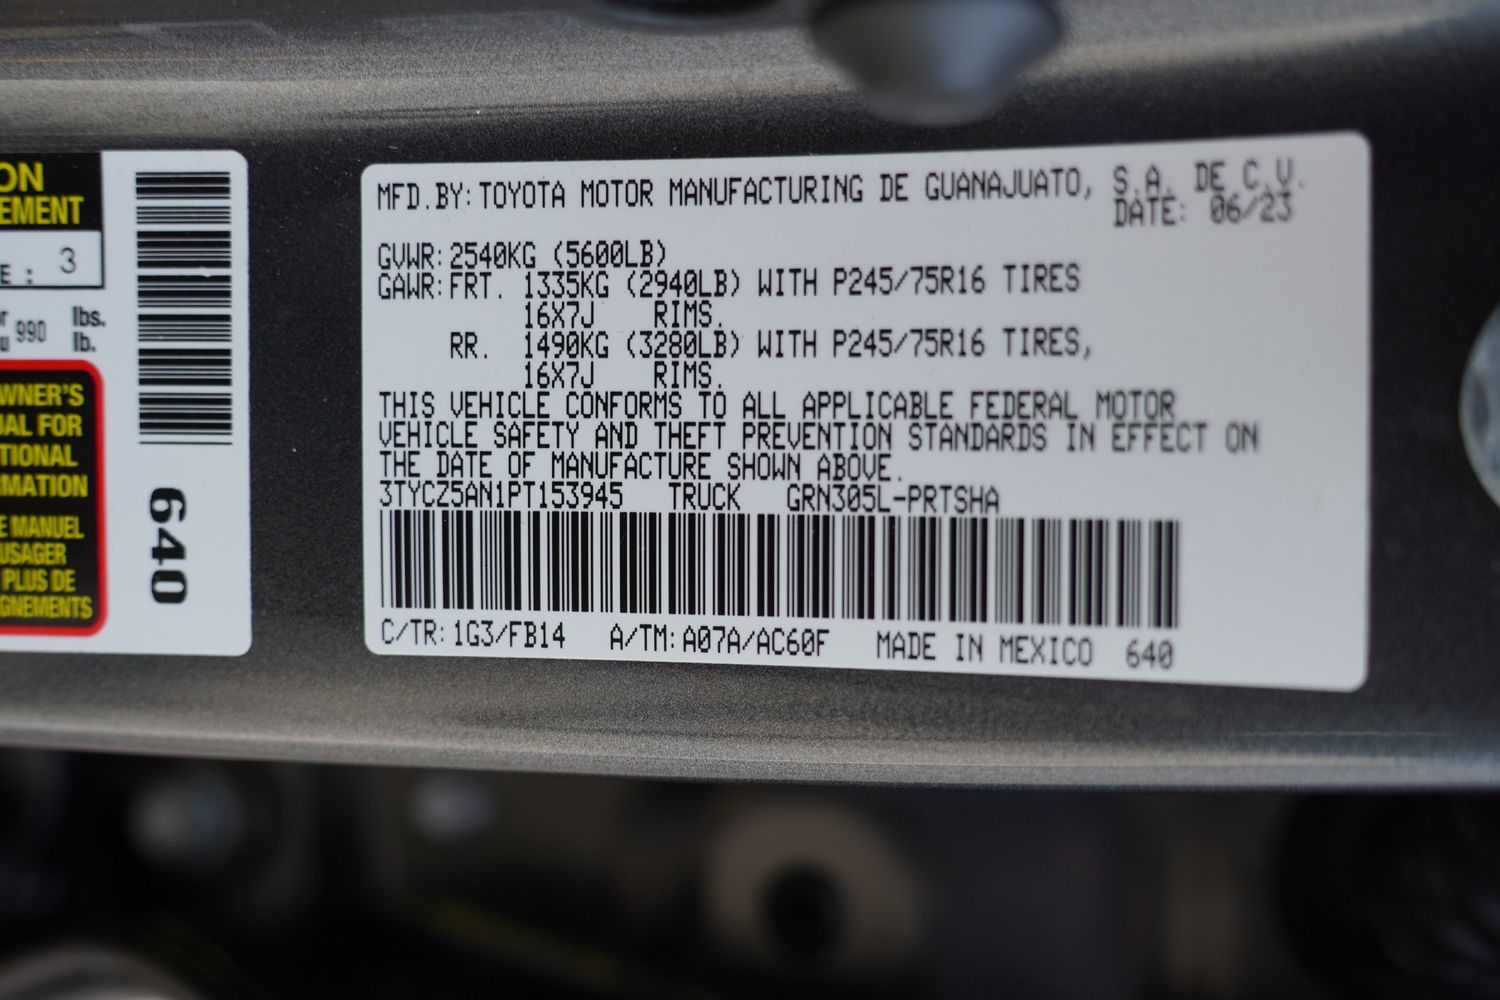 ON
EMENT
E : 3
990 lbs.
lb.
WNER'S
UAL FOR
TIONAL
RMATION
E MANUEL
USAGER
PLUS DE
GNEMENTS
640
MFD.BY: TOYOTA MOTOR MANUFACTURING DE GUANAJUATO, S.A. DE C.V.
DATE: 06/23
GVWR: 2540KG (5600LB)
GAWR: FRT. 1335KG (2940LB) WITH P245/75R16 TIRES
16X7J RIMS.
RR. 1490KG (3280LB) WITH P245/75R16 TIRES,
16X7J RIMS.
THIS VEHICLE CONFORMS TO ALL APPLICABLE FEDERAL MOTOR
VEHICLE SAFETY AND THEFT PREVENTION STANDARDS IN EFFECT ON
THE DATE OF MANUFACTURE SHOWN ABOVE.
3TYCZ5AN1PT153945 TRUCK GRN305L-PRTSHA
C/TR: 1G3/FB14 A/TM: A07A/AC60F MADE IN MEXICO 640